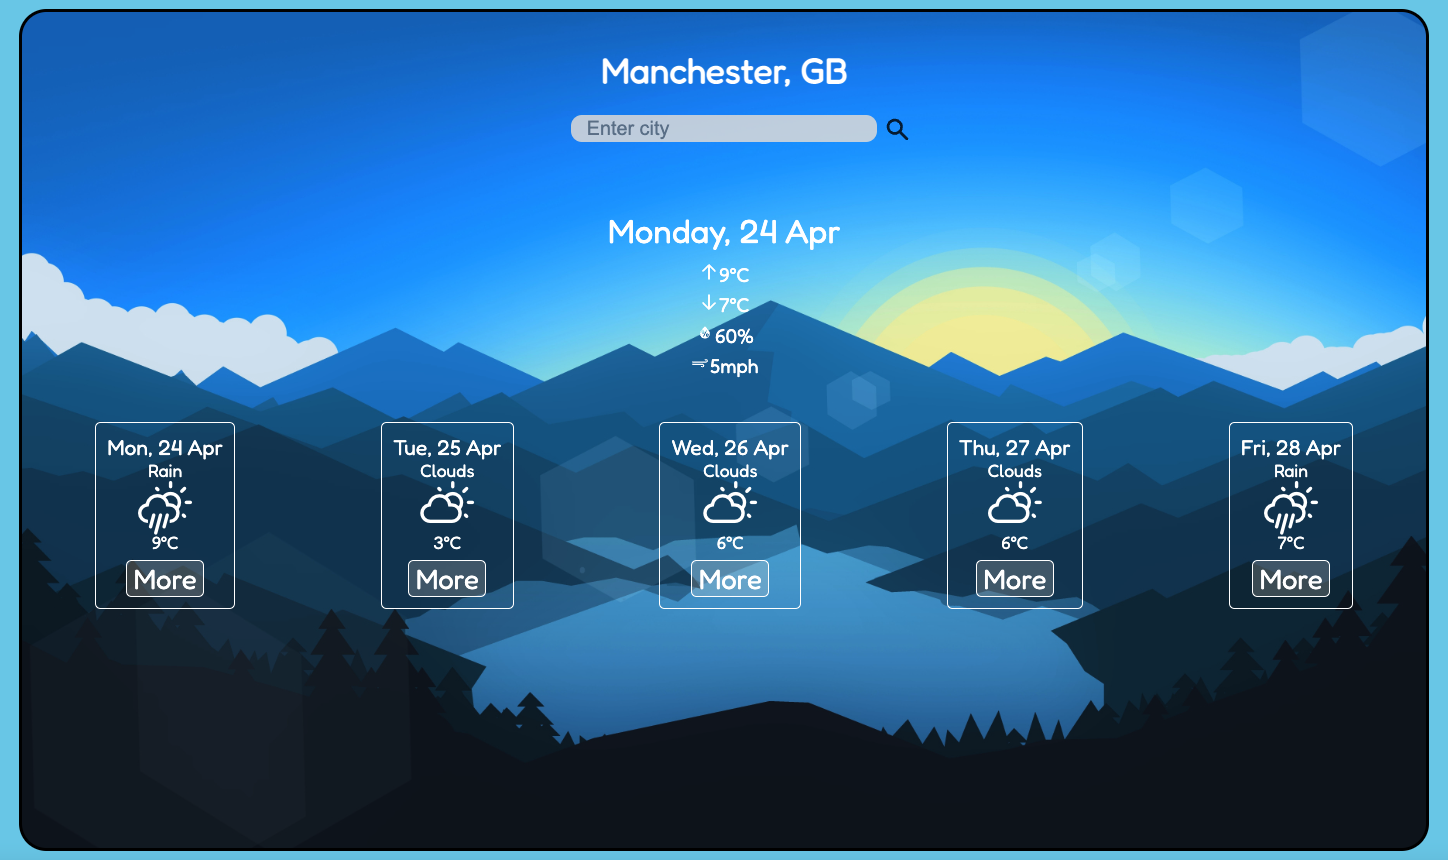 Manchester, GB
Enter city
Monday, 24 Apr
↑9°C
↓7°C
60%
5mph
Mon, 24 Apr
Rain
9°C
More
Tue, 25 Apr
Clouds
3°C
More
Wed, 26 Apr
Clouds
6°C
More
Thu, 27 Apr
Clouds
6°C
More
Fri, 28 Apr
Rain
7°C
More